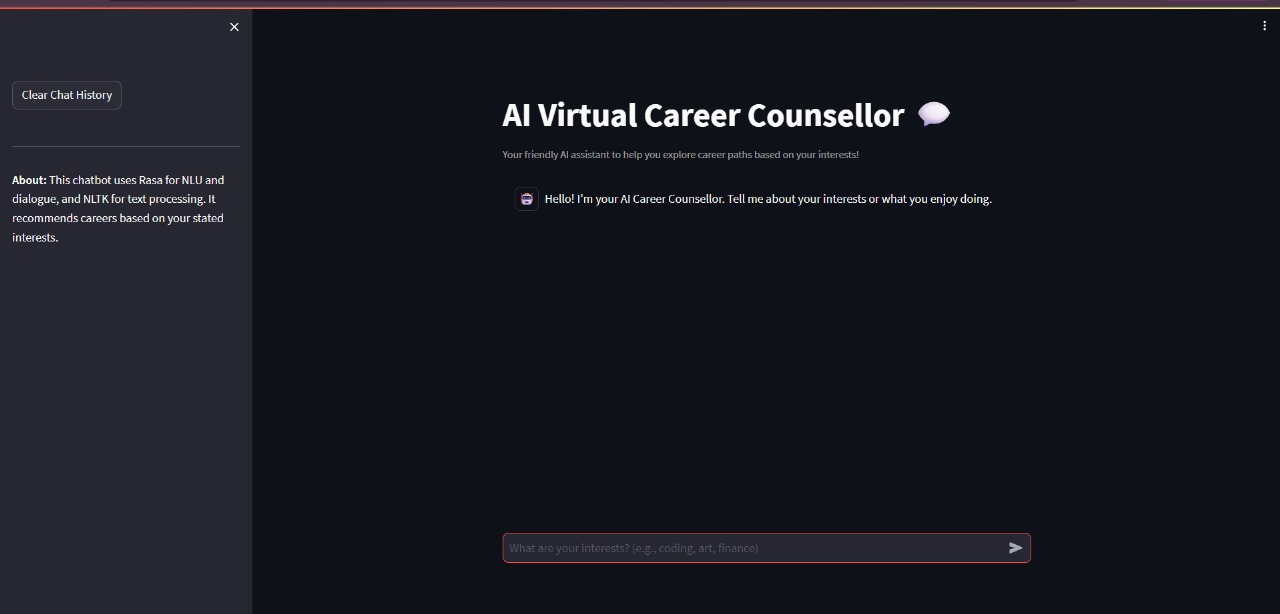 Clear Chat History
About: This chatbot uses Rasa for NLU and
dialogue, and NLTK for text processing. It
recommends careers based on your stated
interests.
AI Virtual Career Counsellor
Your friendly AI assistant to help you explore career paths based on your interests!
Hello! I'm your AI Career Counsellor. Tell me about your interests or what you enjoy doing.
What are your interests? (e.g., coding, art, finance)